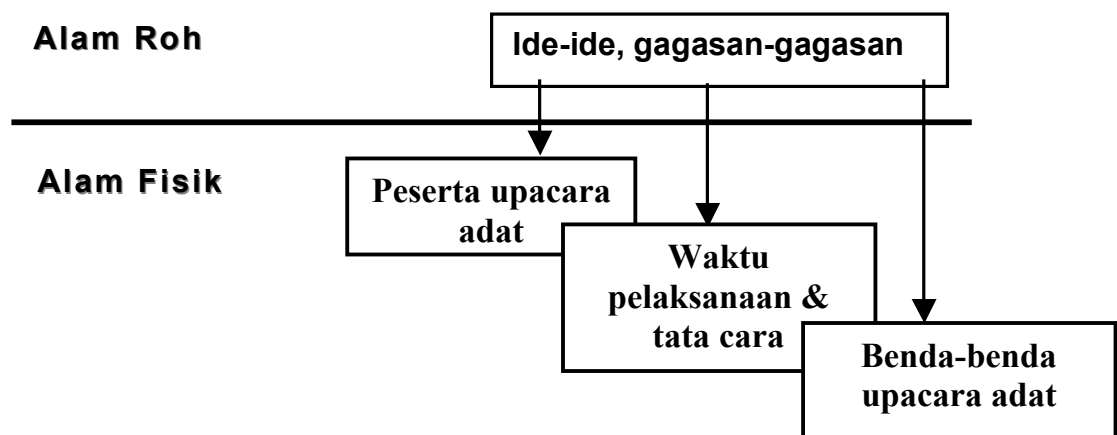 Alam Roh
Ide-ide, gagasan-gagasan
Alam Fisik
Peserta upacara
adat
Waktu
pelaksanaan &
tata cara
Benda-benda
upacara adat